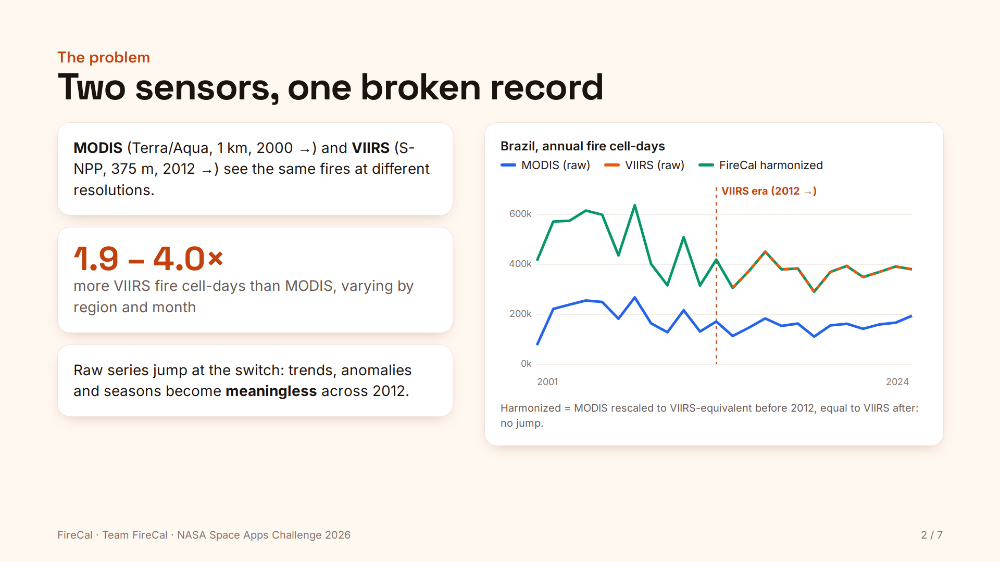 The problem
Two sensors, one broken record
MODIS (Terra/Aqua, 1 km, 2000 →) and VIIRS (S-
NPP, 375 m, 2012 →) see the same fires at different
resolutions.
1.9 – 4.0×
more VIIRS fire cell-days than MODIS, varying by
region and month
Raw series jump at the switch: trends, anomalies
and seasons become meaningless across 2012.
Brazil, annual fire cell-days
MODIS (raw) VIIRS (raw) FireCal harmonized
VIIRS era (2012 →)
600k
400k
200k
0k
2001 2024
Harmonized = MODIS rescaled to VIIRS-equivalent before 2012, equal to VIIRS after:
no jump.
FireCal · Team FireCal · NASA Space Apps Challenge 2026
2 / 7